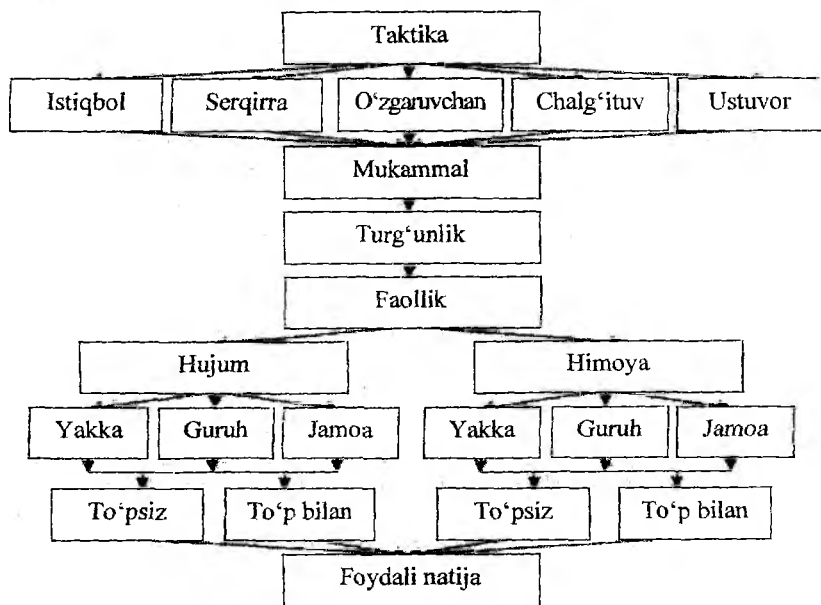 Taktika
Istiqbol Serqirra O‘zgaruvchan Chalg‘ituv Ustuvor
Mukammal
Turg‘unlik
Faollik
Hujum Himoya
Yakka Guruh Jamoa Yakka Guruh Jamoa
To‘psiz To‘p bilan To‘psiz To‘p bilan
Foydali natija